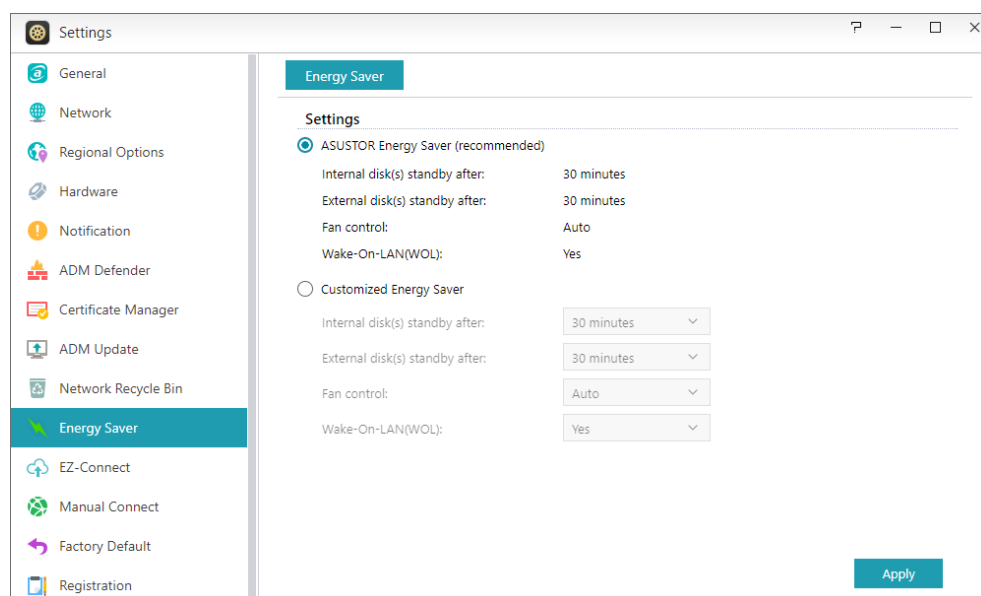 Settings
General
Network
Regional Options
Hardware
Notification
ADM Defender
Certificate Manager
ADM Update
Network Recycle Bin
Energy Saver
EZ-Connect
Manual Connect
Factory Default
Registration
Energy Saver
Settings
ASUSTOR Energy Saver (recommended)
Internal disk(s) standby after: 30 minutes
External disk(s) standby after: 30 minutes
Fan control: Auto
Wake-On-LAN(WOL): Yes
Customized Energy Saver
Internal disk(s) standby after: 30 minutes
External disk(s) standby after: 30 minutes
Fan control: Auto
Wake-On-LAN(WOL): Yes
Apply